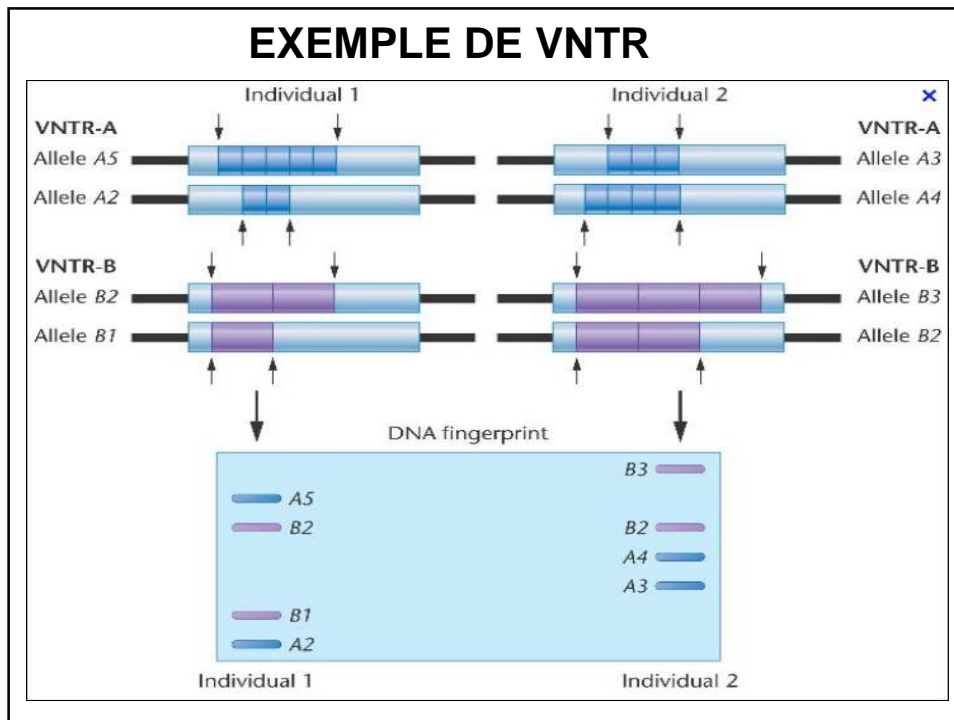 EXEMPLE DE VNTR
Individual 1
Individual 2
VNTR-A
VNTR-A
Allele A5
Allele A3
Allele A2
Allele A4
VNTR-B
VNTR-B
Allele B2
Allele B3
Allele B1
Allele B2
DNA fingerprint
B3
A5
B2
B2
A4
A3
B1
A2
Individual 1
Individual 2